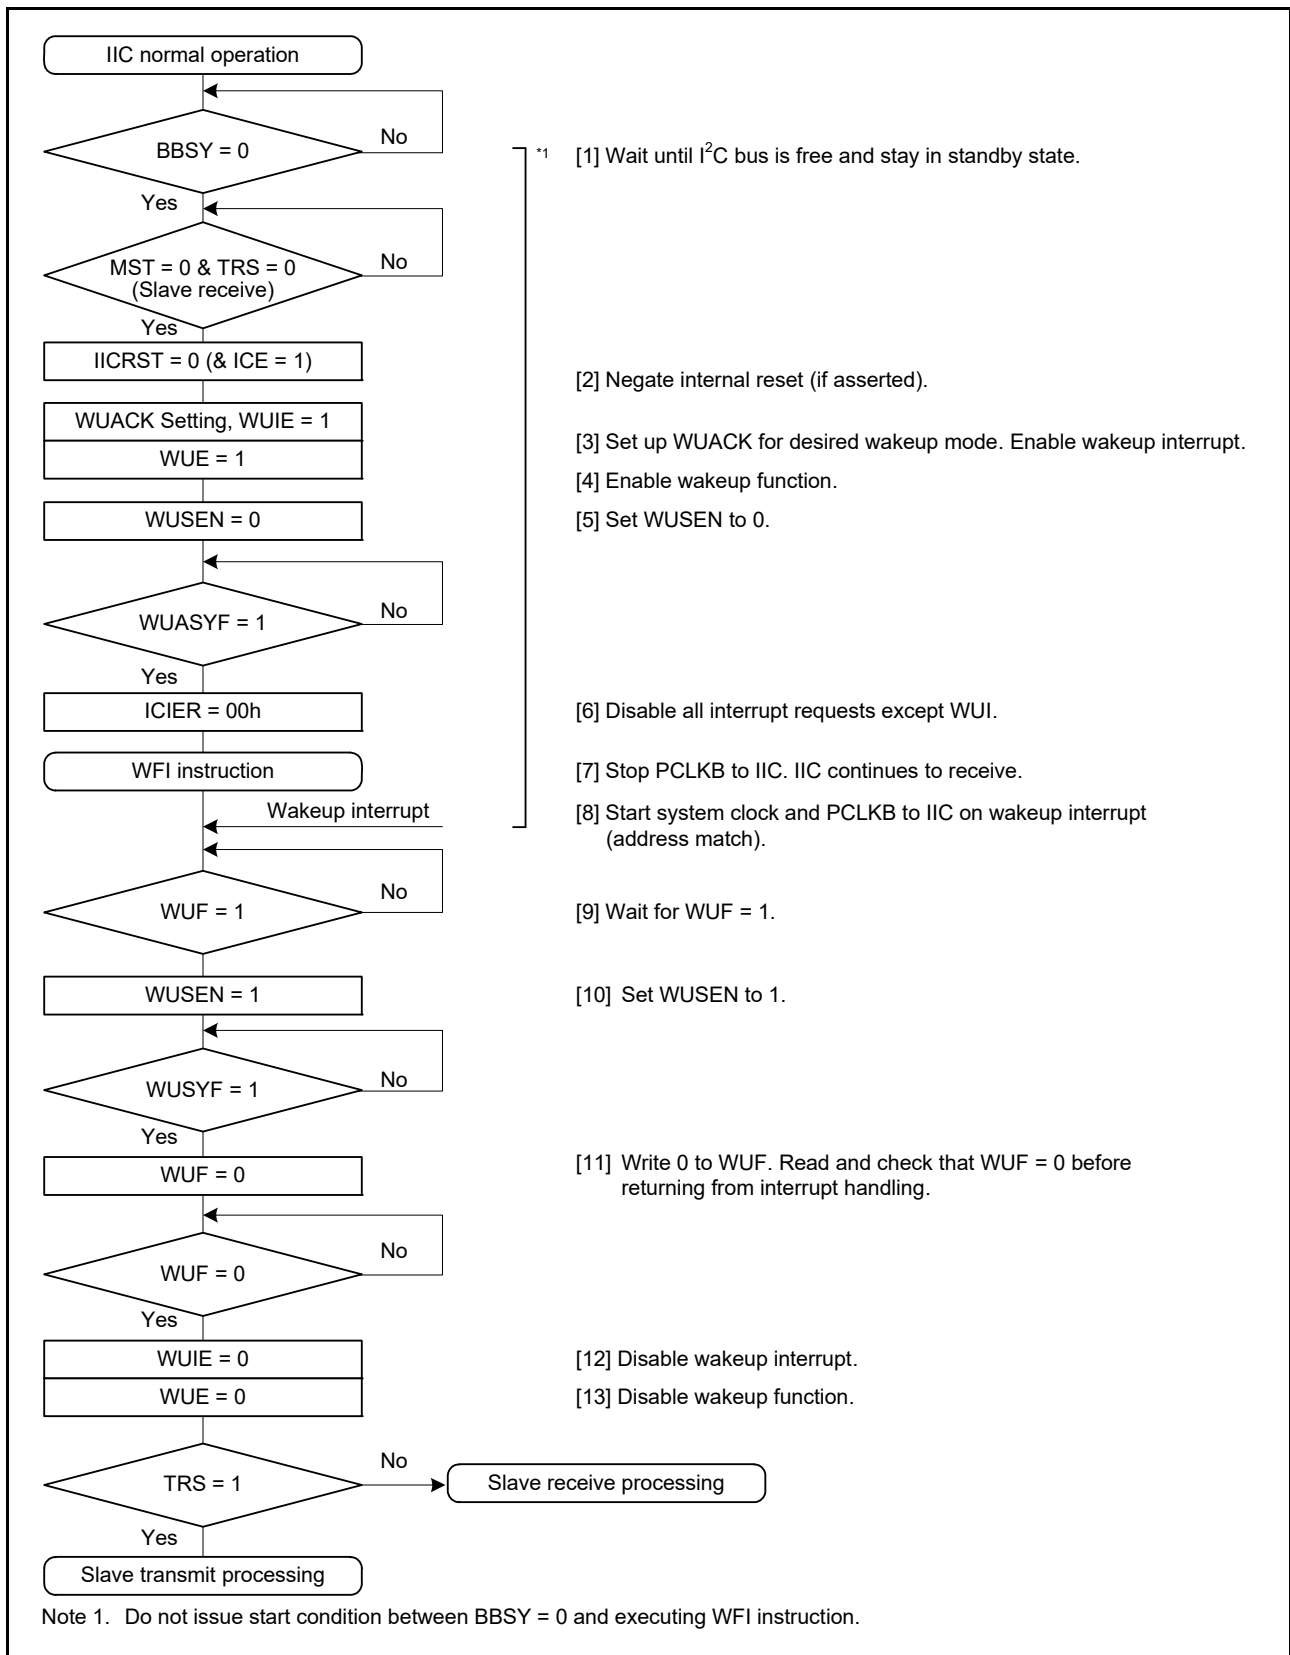 IIC normal operation
No
BBSY = 0
*1
[1] Wait until I²C bus is free and stay in standby state.
Yes
No
MST = 0 & TRS = 0
(Slave receive)
Yes
IICRST = 0 (& ICE = 1)
[2] Negate internal reset (if asserted).
WUACK Setting, WUIE = 1
[3] Set up WUACK for desired wakeup mode. Enable wakeup interrupt.
WUE = 1
[4] Enable wakeup function.
WUSEN = 0
[5] Set WUSEN to 0.
No
WUASYF = 1
Yes
ICIER = 00h
[6] Disable all interrupt requests except WUI.
WFI instruction
[7] Stop PCLKB to IIC. IIC continues to receive.
Wakeup interrupt
[8] Start system clock and PCLKB to IIC on wakeup interrupt
(address match).
No
WUF = 1
[9] Wait for WUF = 1.
WUSEN = 1
[10] Set WUSEN to 1.
No
WUSYF = 1
Yes
WUF = 0
[11] Write 0 to WUF. Read and check that WUF = 0 before
returning from interrupt handling.
No
WUF = 0
Yes
WUIE = 0
[12] Disable wakeup interrupt.
WUE = 0
[13] Disable wakeup function.
No
TRS = 1
Slave receive processing
Yes
Slave transmit processing
Note 1. Do not issue start condition between BBSY = 0 and executing WFI instruction.